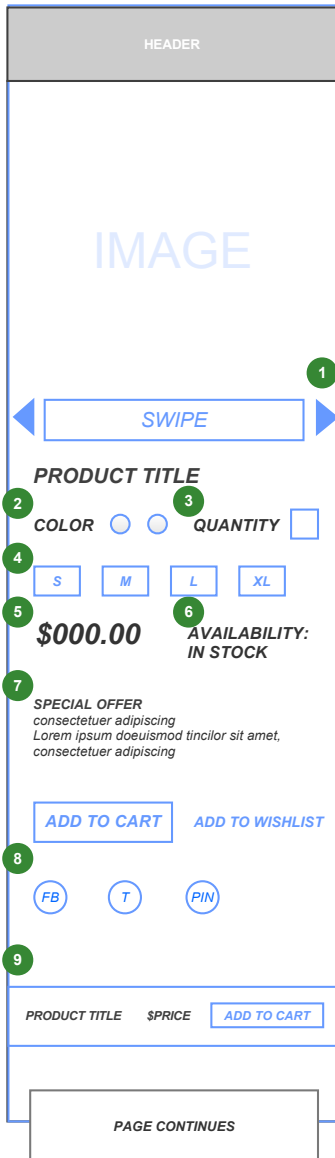 HEADER
IMAGE
1
SWIPE
PRODUCT TITLE
2
3
COLOR
QUANTITY
4
S M L XL
5
6
$000.00
AVAILABILITY:
IN STOCK
7
SPECIAL OFFER
consectetuer adipiscing
Lorem ipsum doeuismod tincilor sit amet,
consectetuer adipiscing
ADD TO CART
ADD TO WISHLIST
8
FB T PIN
9
PRODUCT TITLE $PRICE ADD TO CART
PAGE CONTINUES